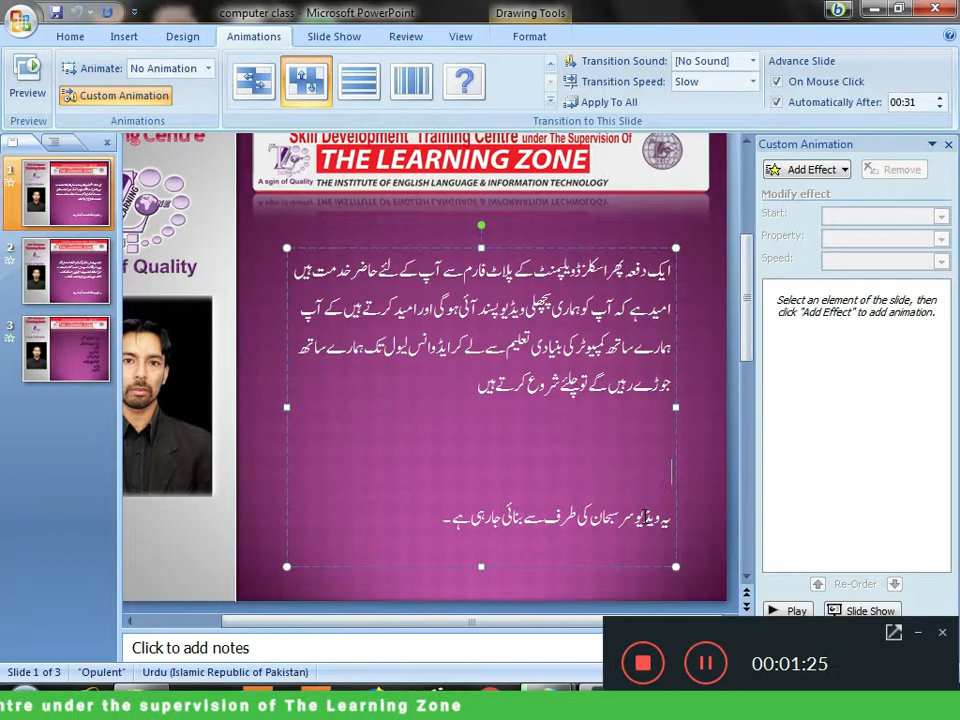 computer class - Microsoft PowerPoint
Drawing Tools
Home
Insert
Design
Animations
Slide Show
Review
View
Format
Preview
Animate:
No Animation
Custom Animation
Transition Sound:
[No Sound]
Transition Speed:
Slow
Apply To All
Advance Slide
On Mouse Click
Automatically After:
00:31
Preview
Animations
Transition to This Slide
1
2
3
Centre
f Quality
Skill Development Training Centre under The Supervision Of
THE LEARNING ZONE
A sgin of Quality
THE INSTITUTE OF ENGLISH LANGUAGE & INFORMATION TECHNOLOGY
ایک دفعہ پھر اسکلز ڈویلپمنٹ کے پلاٹ فارم سے آپ کے لئے حاضر خدمت ہیں
امید ہے کہ آپ کو ہماری پچھلی ویڈیو پسند آئی ہوگی اور امید کرتے ہیں کے آپ
ہمارے ساتھ کمپیوٹر کی بنیادی تعلیم سے لے کر ایڈوانس لیول تک ہمارے ساتھ
جوڑے رہیں گے تو چلئے شروع کرتے ہیں
یہ ویڈیو سر سبحان کی طرف سے بنائی جارہی ہے ۔
Custom Animation
Add Effect
Remove
Modify effect
Start:
Property:
Speed:
Select an element of the slide, then
click "Add Effect" to add animation.
Re-Order
Play
Slide Show
Click to add notes
Slide 1 of 3
"Opulent"
Urdu (Islamic Republic of Pakistan)
00:01:25
ntre under the supervision of The Learning Zone